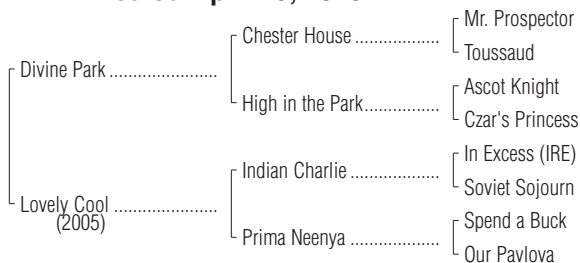 Mr. Prospector
Chester House ...................
Toussaud
Divine Park ........................
Ascot Knight
High in the Park.................
Czar's Princess
In Excess (IRE)
Indian Charlie ....................
Soviet Sojourn
Lovely Cool .......................
(2005)
Spend a Buck
Prima Neenya ...................
Our Pavlova